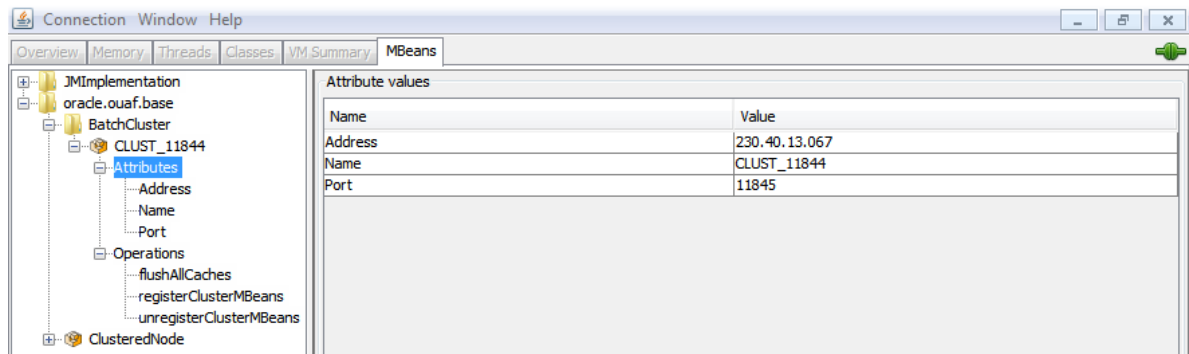 Connection Window Help
Overview Memory Threads Classes VM Summary MBeans
JMImplementation
oracle.ouaf.base
BatchCluster
CLUST_11844
Attributes
Address
Name
Port
Operations
flushAllCaches
registerClusterMBeans
unregisterClusterMBeans
ClusteredNode
Attribute values
Name Value
Address 230.40.13.067
Name CLUST_11844
Port 11845